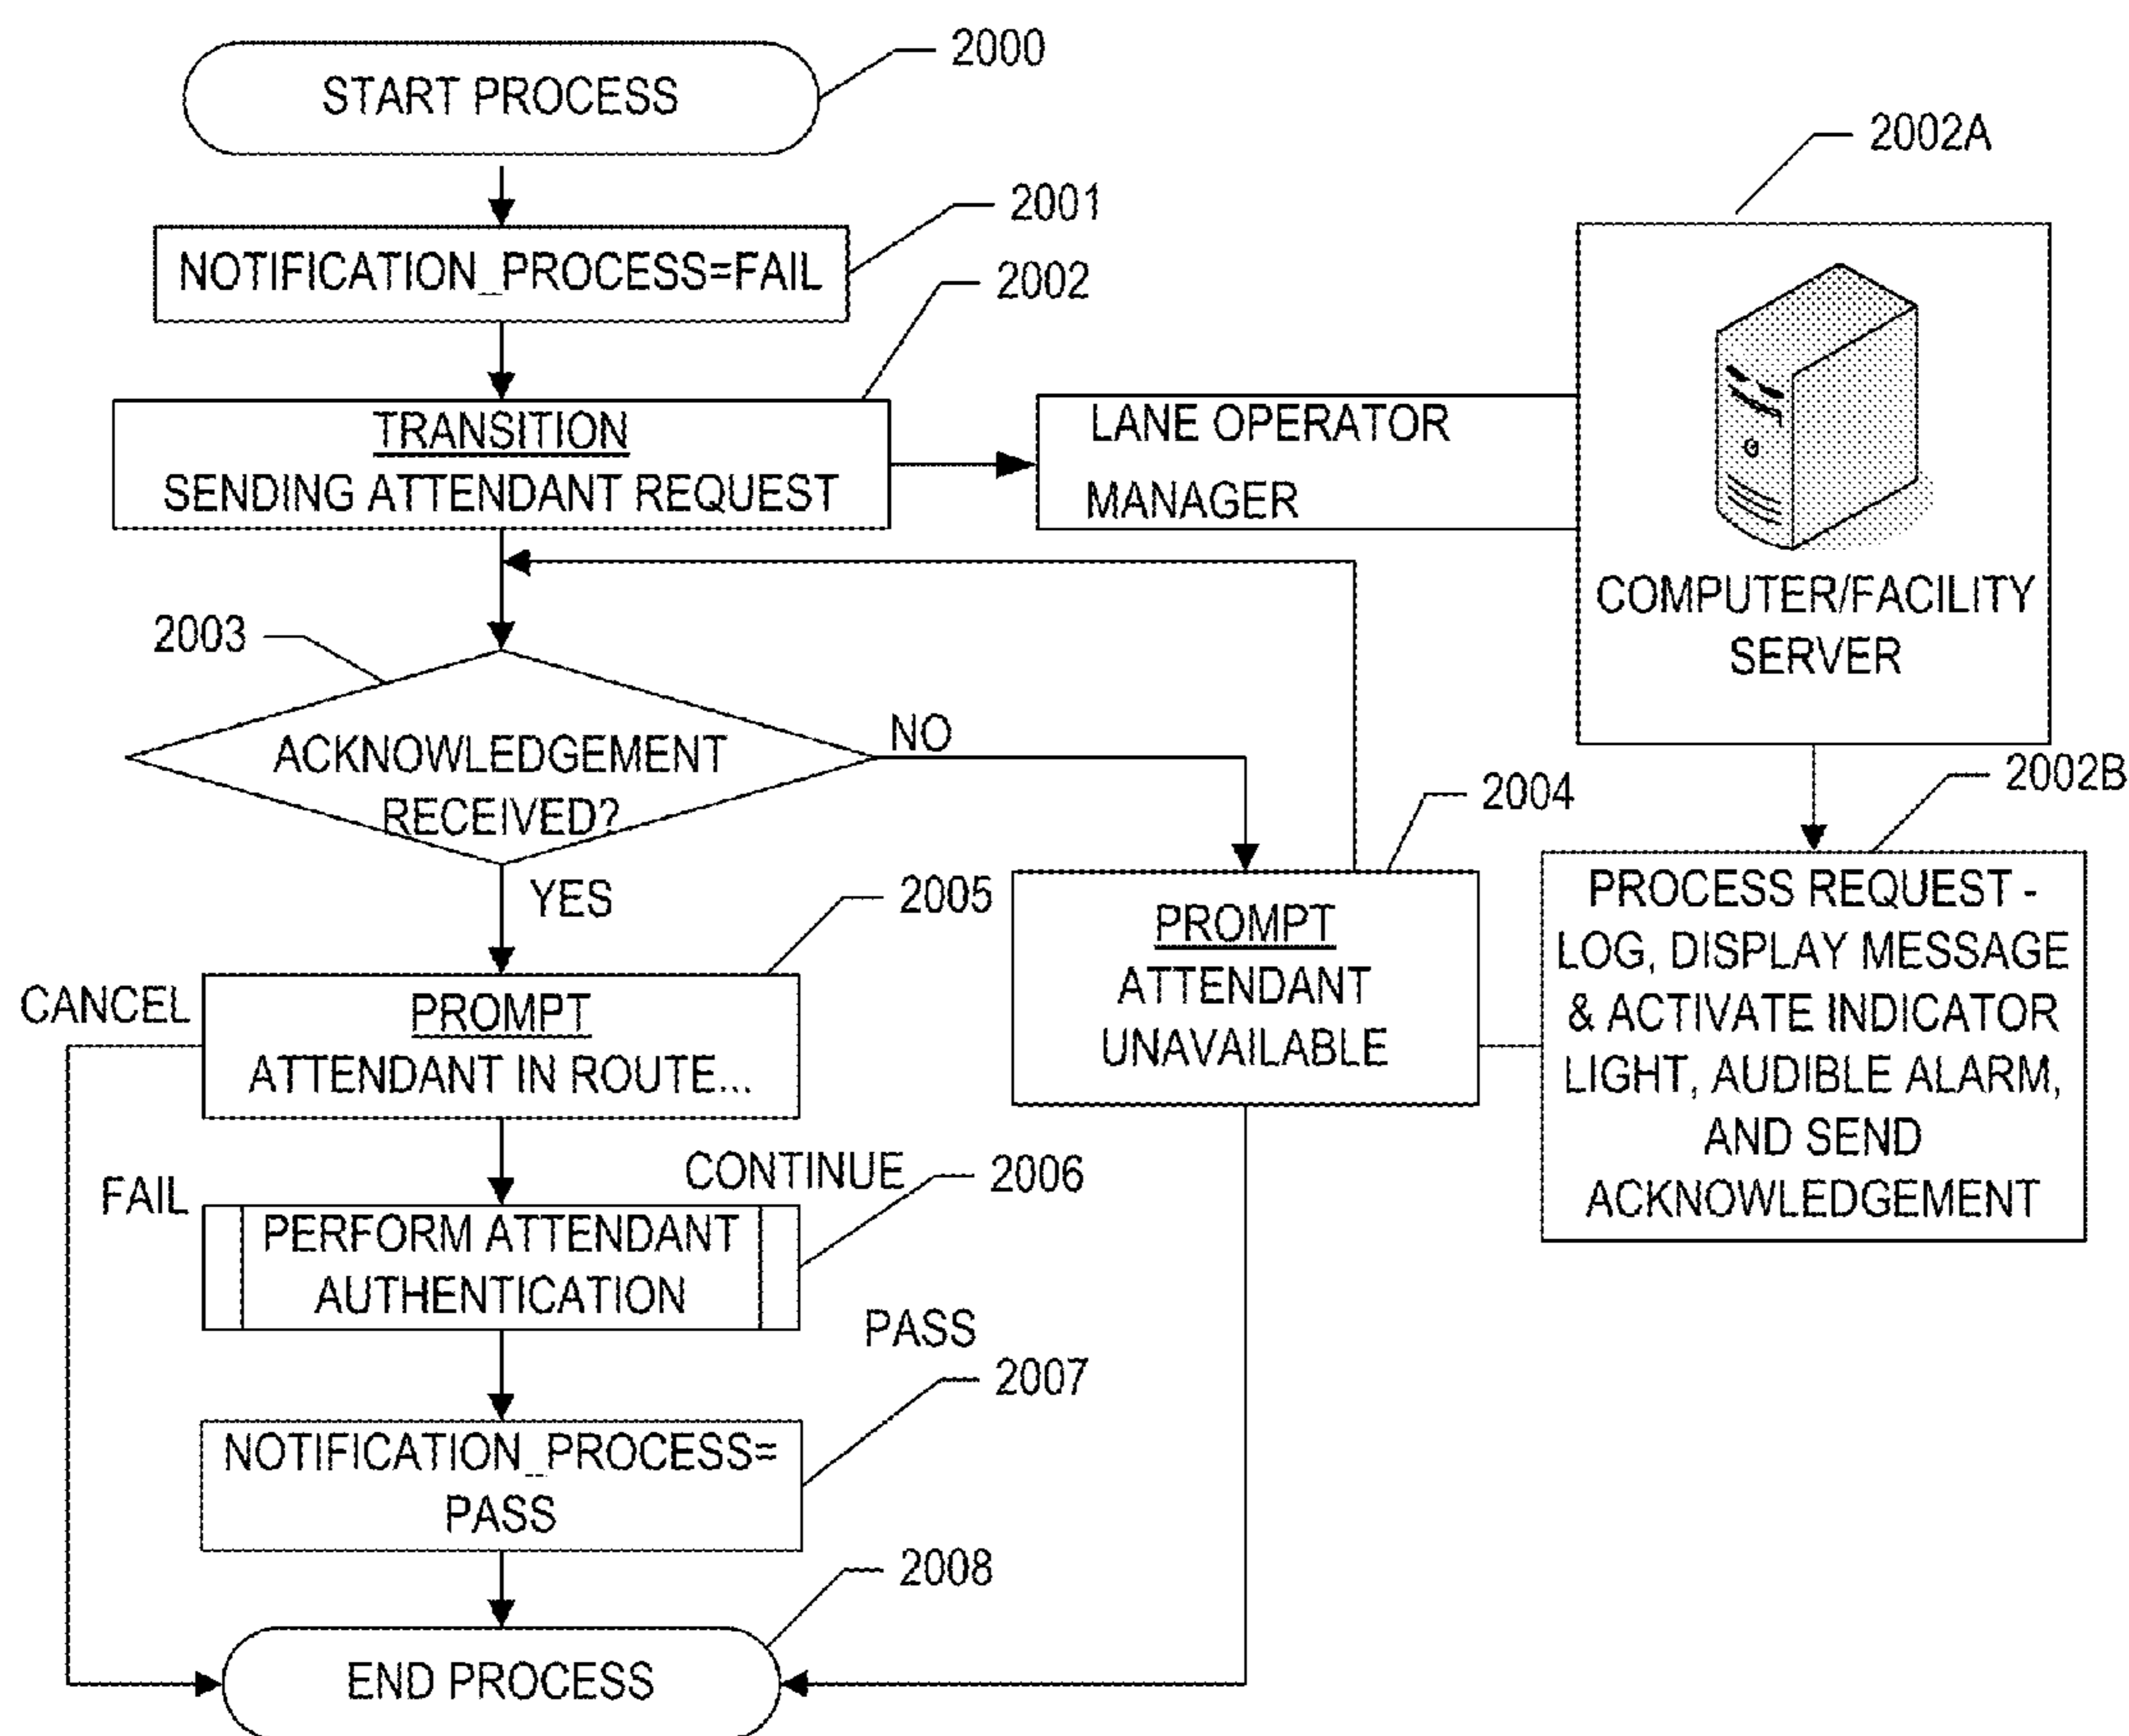 START PROCESS
2000
NOTIFICATION_PROCESS=FAIL
2001
TRANSITION
SENDING ATTENDANT REQUEST
2002
LANE OPERATOR
MANAGER
2002A
COMPUTER/FACILITY
SERVER
2003
ACKNOWLEDGEMENT
RECEIVED?
NO
YES
2004
PROMPT
ATTENDANT
UNAVAILABLE
2002B
PROCESS REQUEST -
LOG, DISPLAY MESSAGE
& ACTIVATE INDICATOR
LIGHT, AUDIBLE ALARM,
AND SEND
ACKNOWLEDGEMENT
2005
CANCEL
PROMPT
ATTENDANT IN ROUTE...
CONTINUE
2006
FAIL
PERFORM ATTENDANT
AUTHENTICATION
PASS
2007
NOTIFICATION_PROCESS=
PASS
2008
END PROCESS